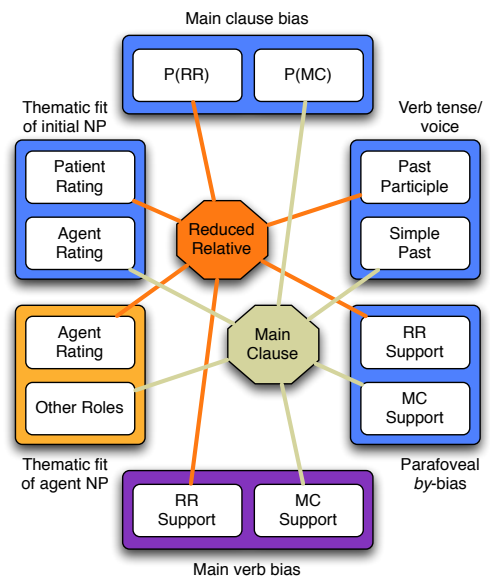 Main clause bias
P(RR)
P(MC)
Thematic fit
of initial NP
Verb tense/
voice
Patient
Rating
Agent
Rating
Past
Participle
Simple
Past
Reduced
Relative
Main
Clause
Agent
Rating
Other Roles
RR
Support
MC
Support
Thematic fit
of agent NP
Parafoveal
by-bias
RR
Support
MC
Support
Main verb bias